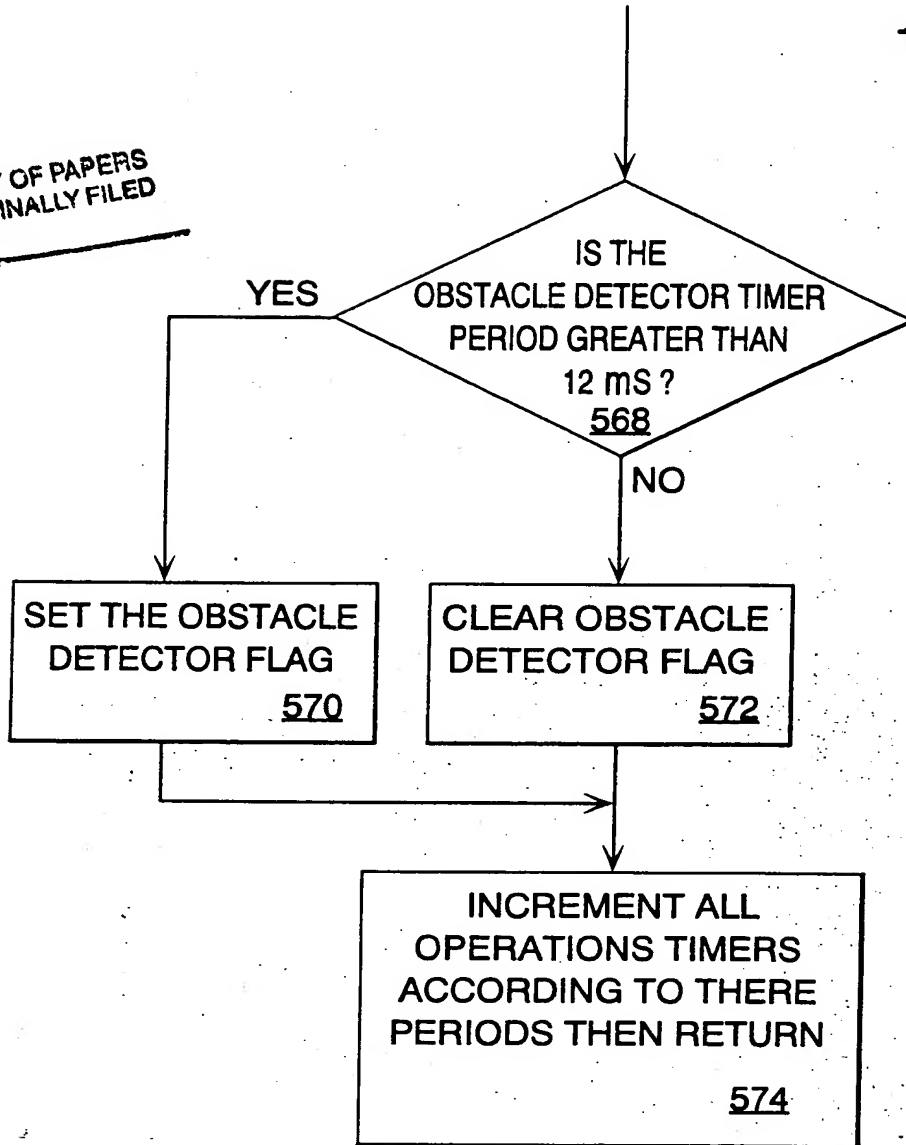 OF PAPERS
FILED
IS THE
OBSTACLE DETECTOR TIMER
PERIOD GREATER THAN
12 mS ?
568
YES
NO
SET THE OBSTACLE
DETECTOR FLAG
570
CLEAR OBSTACLE
DETECTOR FLAG
572
INCREMENT ALL
OPERATIONS TIMERS
ACCORDING TO THERE
PERIODS THEN RETURN
574